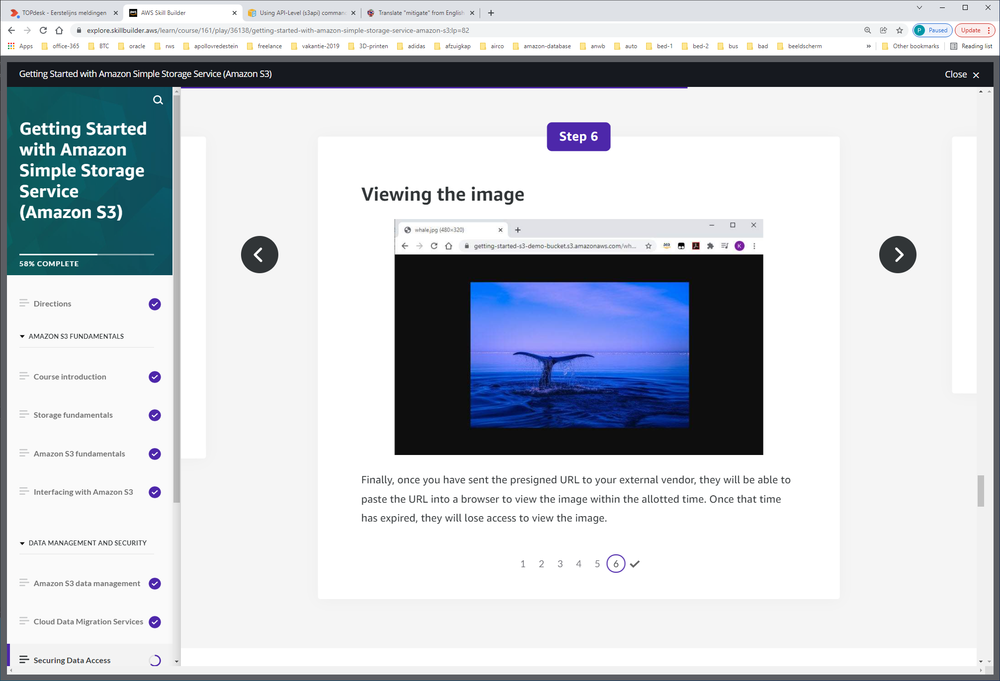 TOPdesk - Eerstelijns meldingen
AWS Skill Builder
Using API-Level (s3api) comman
Translate "mitigate" from English
explore.skillbuilder.aws/learn/course/161/play/36138/getting-started-with-amazon-simple-storage-service-amazon-s3;lp=82
P Paused
Update
Apps office-365 BTC oracle rws apollovredestein freelance vakantie-2019 3D-printen adidas afzuigkap airco amazon-database anwb auto bed-1 bed-2 bus bad beeldscherm » Other bookmarks Reading list
Getting Started with Amazon Simple Storage Service (Amazon S3)
Close
Getting Started
with Amazon
Simple Storage
Service
(Amazon S3)
58% COMPLETE
Directions
AMAZON S3 FUNDAMENTALS
Course introduction
Storage fundamentals
Amazon S3 fundamentals
Interfacing with Amazon S3
DATA MANAGEMENT AND SECURITY
Amazon S3 data management
Cloud Data Migration Services
Securing Data Access
Step 6
Viewing the image
whale.jpg (480×320)
getting-started-s3-demo-bucket.s3.amazonaws.com/wh...
K
Finally, once you have sent the presigned URL to your external vendor, they will be able to
paste the URL into a browser to view the image within the allotted time. Once that time
has expired, they will lose access to view the image.
1 2 3 4 5 6